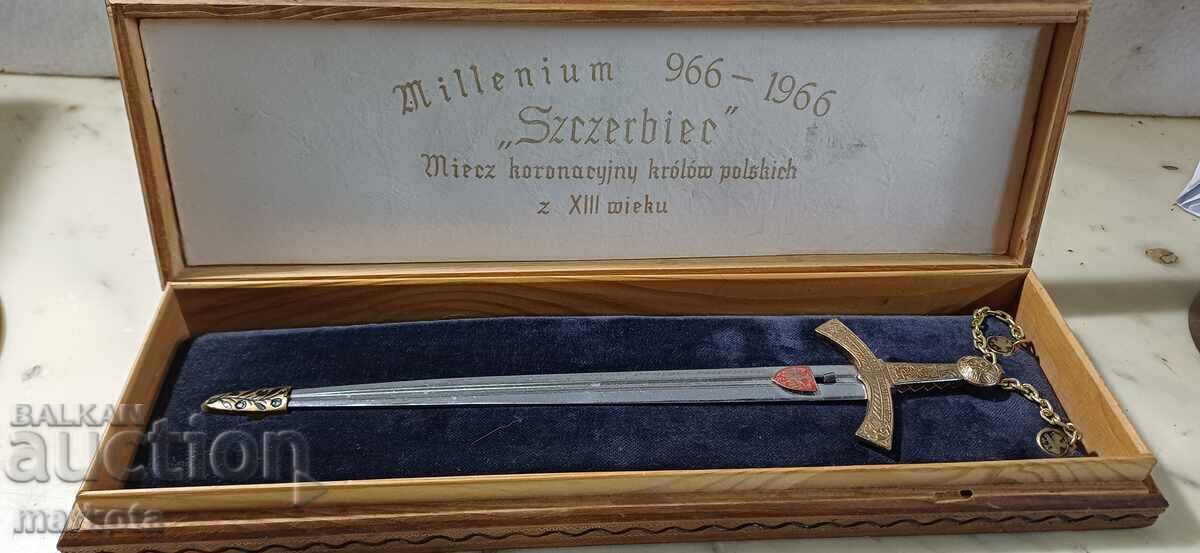 Millenium 966-1966
„Szczerbiec”
Miecz koronacyjny królów polskich
z XIII wieku
BALKAN
auction
markota